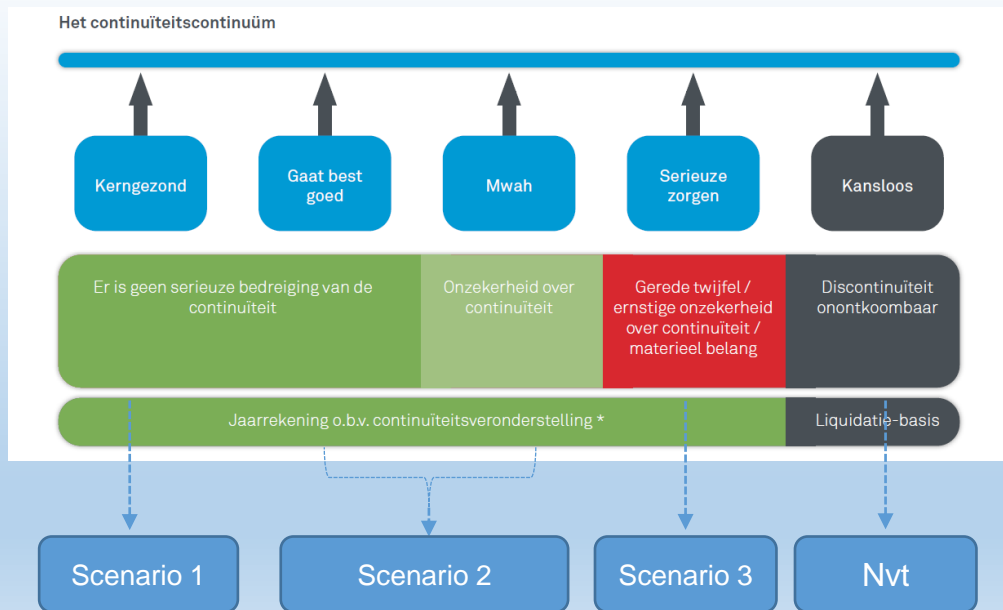 Het continuïteitscontinuüm
Kerngezond
Gaat best
goed
Mwah
Serieuze
zorgen
Kansloos
Er is geen serieuze bedreiging van de
continuïteit
Onzekerheid over
continuïteit
Gerede twijfel /
ernstige onzekerheid
over continuïteit /
materieel belang
Discontinuïteit
onontkoombaar
Jaarrekening o.b.v. continuïteitsveronderstelling *
Liquidatie-basis
Scenario 1
Scenario 2
Scenario 3
Nvt